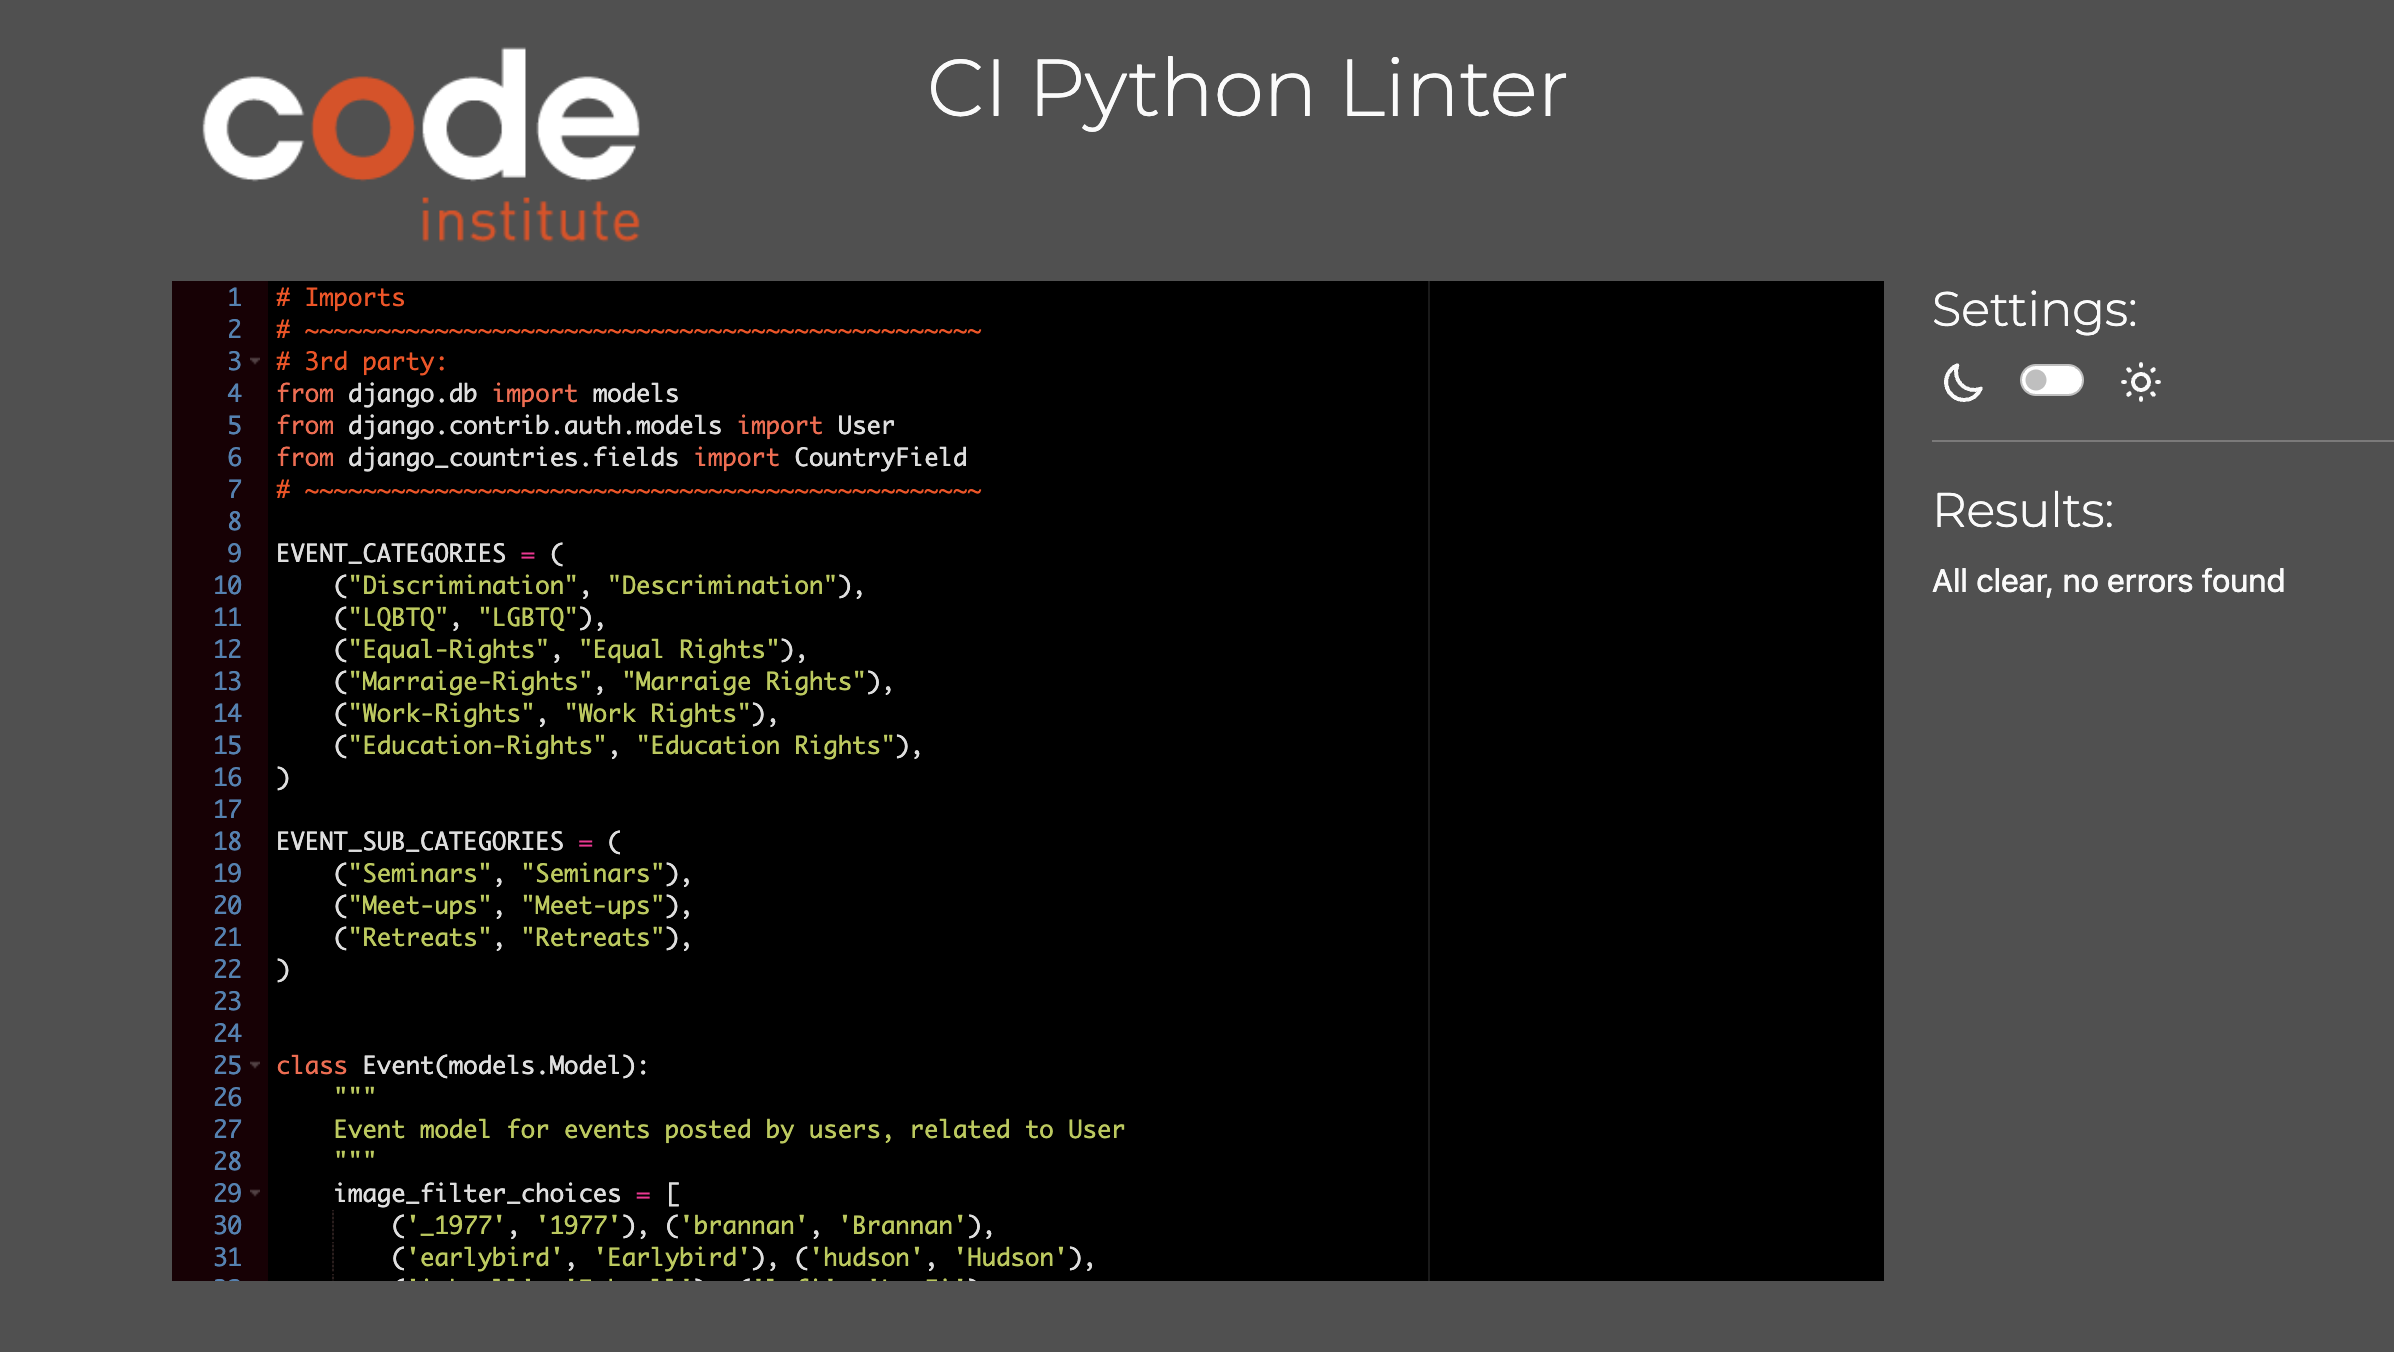 code
institute
CI Python Linter
1 # Imports
2 # ~~~~~~~~~~~~~~~~~~~~~~~~~~~~~~~~~~~~~~~~~~~~~~~
3 # 3rd party:
4 from django.db import models
5 from django.contrib.auth.models import User
6 from django_countries.fields import CountryField
7 # ~~~~~~~~~~~~~~~~~~~~~~~~~~~~~~~~~~~~~~~~~~~~~~~
8
9 EVENT_CATEGORIES = (
10     ("Discrimination", "Descrimination"),
11     ("LQBTQ", "LGBTQ"),
12     ("Equal-Rights", "Equal Rights"),
13     ("Marraige-Rights", "Marraige Rights"),
14     ("Work-Rights", "Work Rights"),
15     ("Education-Rights", "Education Rights"),
16 )
17
18 EVENT_SUB_CATEGORIES = (
19     ("Seminars", "Seminars"),
20     ("Meet-ups", "Meet-ups"),
21     ("Retreats", "Retreats"),
22 )
23
24
25 class Event(models.Model):
26     """
27     Event model for events posted by users, related to User
28     """
29     image_filter_choices = [
30         ('_1977', '1977'), ('brannan', 'Brannan'),
31         ('earlybird', 'Earlybird'), ('hudson', 'Hudson'),
Settings:
Results:
All clear, no errors found